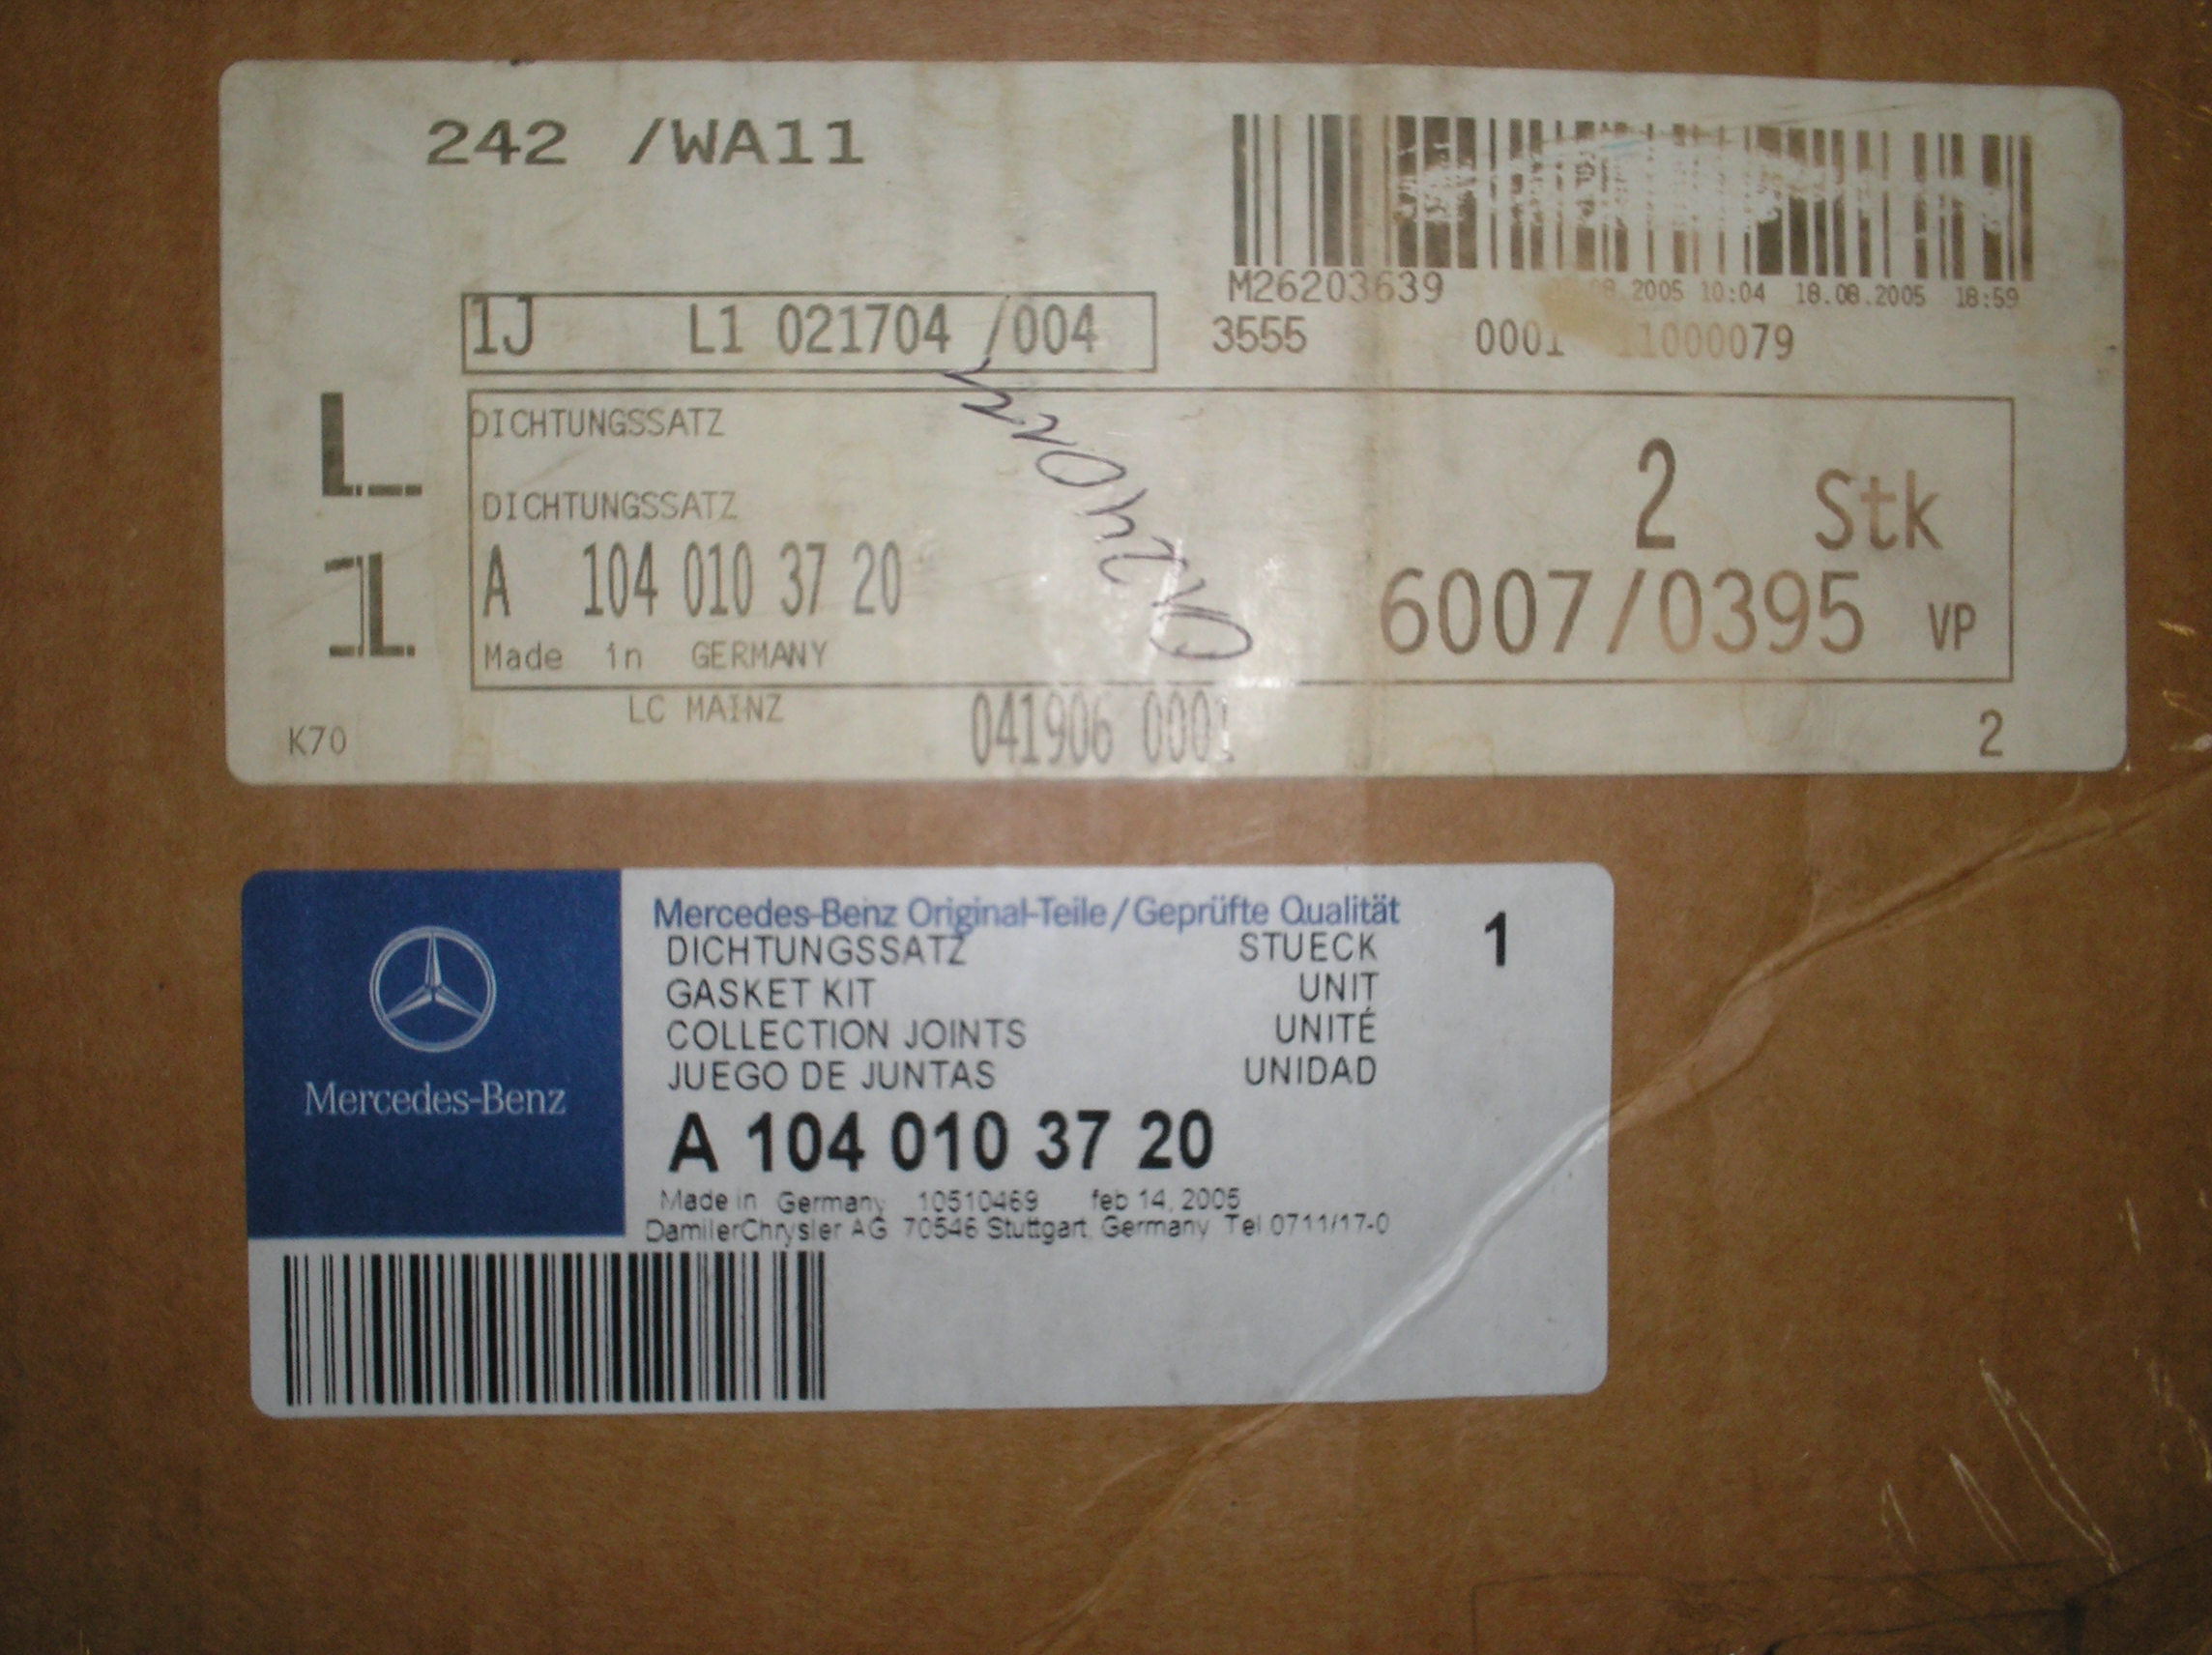 242 /WA11
M26203639 .08.2005 10:04 18.08.2005 18:59
1J L1 021704 /004
3555 0001 11000079
L
1
DICHTUNGSSATZ
DICHTUNGSSATZ
2 Stk
A 104 010 37 20
6007/0395 VP
Made in GERMANY
LC MAINZ 041906 0001
K70
2
Mercedes-Benz
Mercedes-Benz Original-Teile/Geprüfte Qualität
DICHTUNGSSATZ STUECK 1
GASKET KIT UNIT
COLLECTION JOINTS UNITÉ
JUEGO DE JUNTAS UNIDAD
A 104 010 37 20
Made in Germany 10510469 feb 14, 2005
DamilerChrysler AG 70546 Stuttgart, Germany Tel.0711/17-0